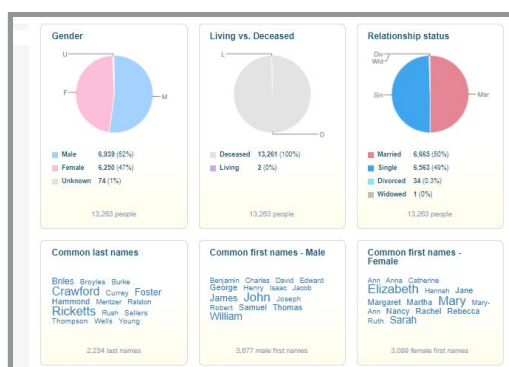 Gender
U
F
M
Male 6,939 (52%)
Female 6,250 (47%)
Unknown 74 (1%)
13,263 people
Living vs. Deceased
L
D
Deceased 13,261 (100%)
Living 2 (0%)
13,263 people
Relationship status
Div
Wid
Sin
Mar
Married 6,665 (50%)
Single 6,563 (49%)
Divorced 34 (0.3%)
Widowed 1 (0%)
13,263 people
Common last names
Briles Broyles Burke
Crawford Currey Foster
Hammond Mentzer Ralston
Ricketts Rush Sellers
Thompson Wells Young
2,234 last names
Common first names - Male
Benjamin Charles David Edward
George Henry Isaac Jacob
James John Joseph
Robert Samuel Thomas
William
3,677 male first names
Common first names -
Female
Ann Anna Catherine
Elizabeth Hannah Jane
Margaret Martha Mary Mary-
Ann Nancy Rachel Rebecca
Ruth Sarah
3,089 female first names